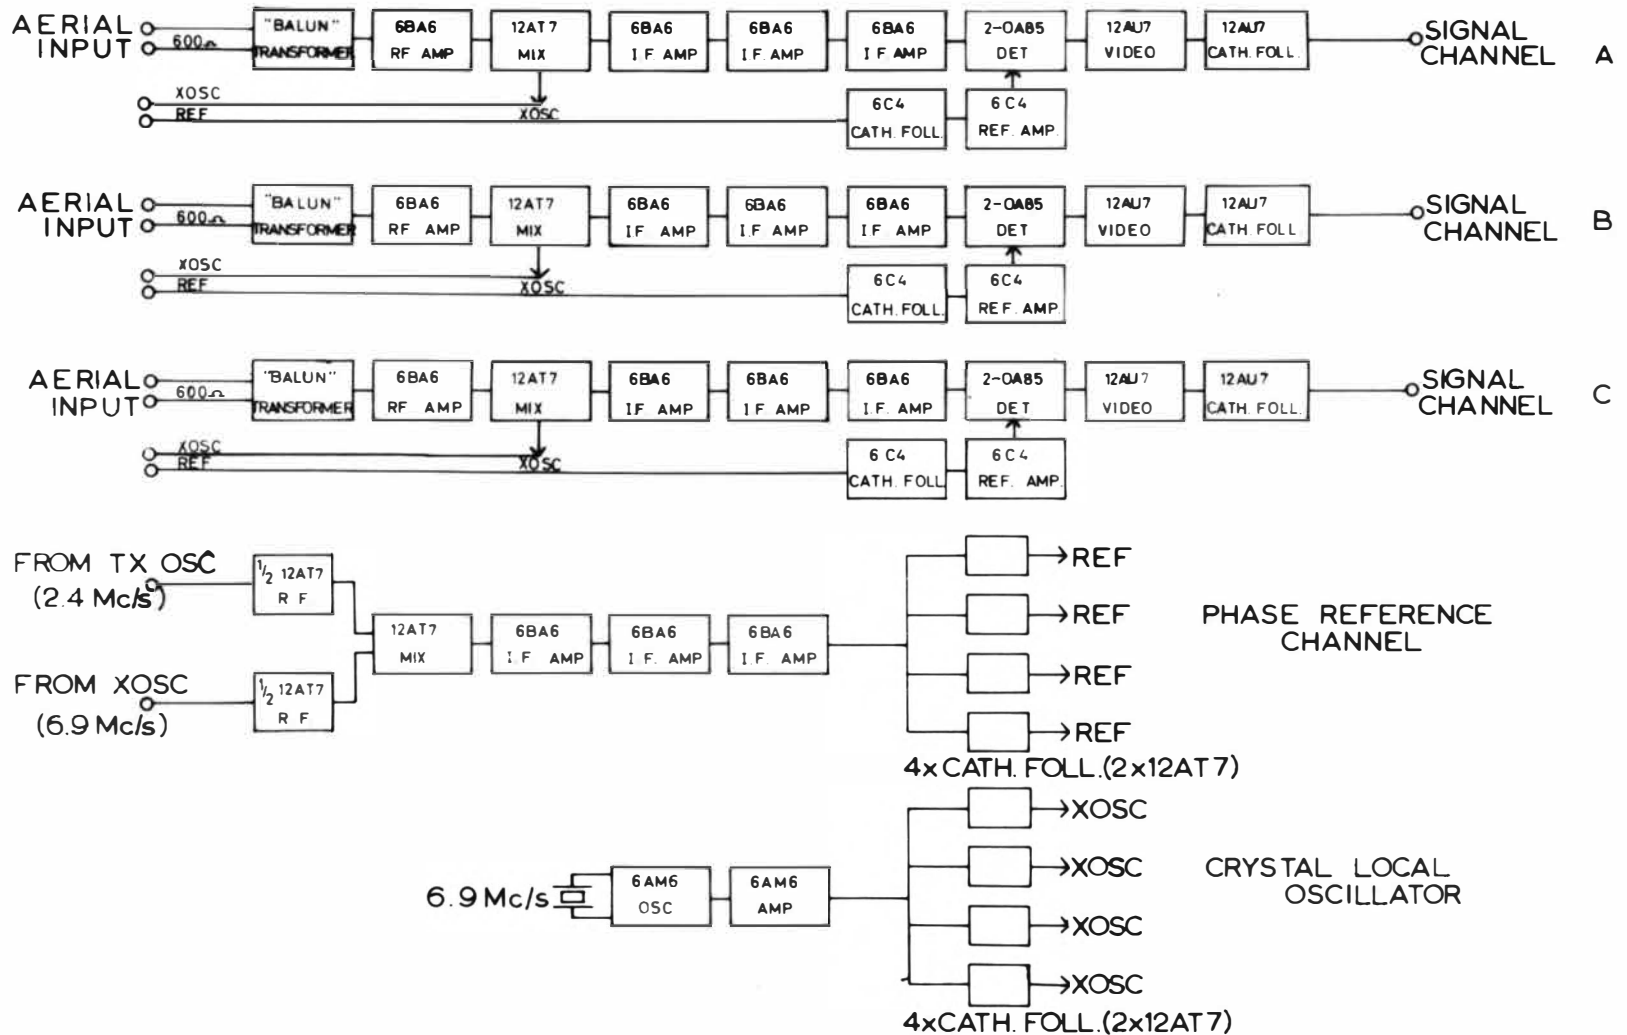 AERIAL INPUT
600Ω
"BALUN" TRANSFORMER
6BA6 RF AMP
12AT7 MIX
6BA6 I.F AMP
6BA6 I.F AMP
6BA6 I.F AMP
2-OA85 DET
12AU7 VIDEO
12AU7 CATH. FOLL.
SIGNAL CHANNEL A
XOSC
REF
XOSC
6C4 CATH. FOLL.
6C4 REF. AMP.
AERIAL INPUT
600Ω
"BALUN" TRANSFORMER
6BA6 RF AMP
12AT7 MIX
6BA6 I.F AMP
6BA6 I.F AMP
6BA6 I.F AMP
2-OA85 DET
12AU7 VIDEO
12AU7 CATH. FOLL.
SIGNAL CHANNEL B
XOSC
REF
XOSC
6C4 CATH. FOLL.
6C4 REF. AMP.
AERIAL INPUT
600Ω
"BALUN" TRANSFORMER
6BA6 RF AMP
12AT7 MIX
6BA6 I.F AMP
6BA6 I.F AMP
6BA6 I.F. AMP
2-OA85 DET
12AU7 VIDEO
12AU7 CATH. FOLL.
SIGNAL CHANNEL C
XOSC
REF
XOSC
6C4 CATH. FOLL
6C4 REF. AMP.
FROM TX OSC
(2.4 Mc/s)
1/2 12AT7
R F
FROM XOSC
(6.9 Mc/s)
1/2 12AT7
R F
12AT7 MIX
6BA6 I.F AMP
6BA6 I.F. AMP
6BA6 I.F. AMP
REF
REF
REF
REF
4xCATH. FOLL.(2x12AT7)
PHASE REFERENCE
CHANNEL
6.9 Mc/s
6AM6 OSC
6AM6 AMP
XOSC
XOSC
XOSC
XOSC
4xCATH. FOLL.(2x12AT7)
CRYSTAL LOCAL
OSCILLATOR